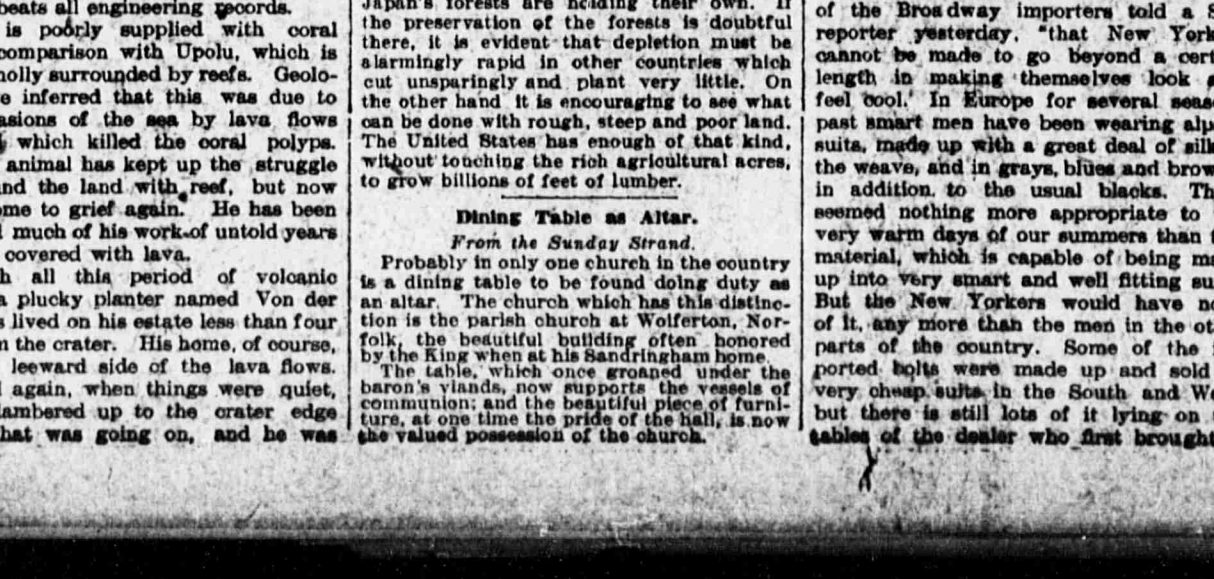 beats all engineering records.
is poorly supplied with coral
comparison with Upolu, which is
holly surrounded by reefs. Geolo-
e inferred that this was due to
asions of the sea by lava flows
which killed the coral polyps.
animal has kept up the struggle
nd the land with reef, but now
ome to grief again. He has been
much of his work of untold years
covered with lava.
h all this period of volcanic
a plucky planter named Von der
s lived on his estate less than four
m the crater. His home, of course,
leeward side of the lava flows.
again, when things were quiet,
lambered up to the crater edge
hat was going on, and he was
Japan's forests are holding their own. If
the preservation of the forests is doubtful
there, it is evident that depletion must be
alarmingly rapid in other countries which
cut unsparingly and plant very little. On
the other hand it is encouraging to see what
can be done with rough, steep and poor land.
The United States has enough of that kind,
without touching the rich agricultural acres,
to grow billions of feet of lumber.
Dining Table as Altar.
From the Sunday Strand.
Probably in only one church in the country
is a dining table to be found doing duty as
an altar. The church which has this distinc-
tion is the parish church at Wolferton, Nor-
folk, the beautiful building often honored
by the King when at his Sandringham home.
The table, which once groaned under the
baron's viands, now supports the vessels of
communion; and the beautiful piece of furni-
ture, at one time the pride of the hall, is now
the valued possession of the church.
of the Broadway importers told a S
reporter yesterday, "that New York
cannot be made to go beyond a cert
length in making themselves look a
feel cool. In Europe for several seas
past smart men have been wearing alp
suits, made up with a great deal of silk
the weave, and in grays, blues and brow
in addition to the usual blacks. Th
seemed nothing more appropriate to
very warm days of our summers than t
material, which is capable of being ma
up into very smart and well fitting su
But the New Yorkers would have no
of it, any more than the men in the ot
parts of the country. Some of the
ported bolts were made up and sold
very cheap suits in the South and We
but there is still lots of it lying on
tables of the dealer who first brought